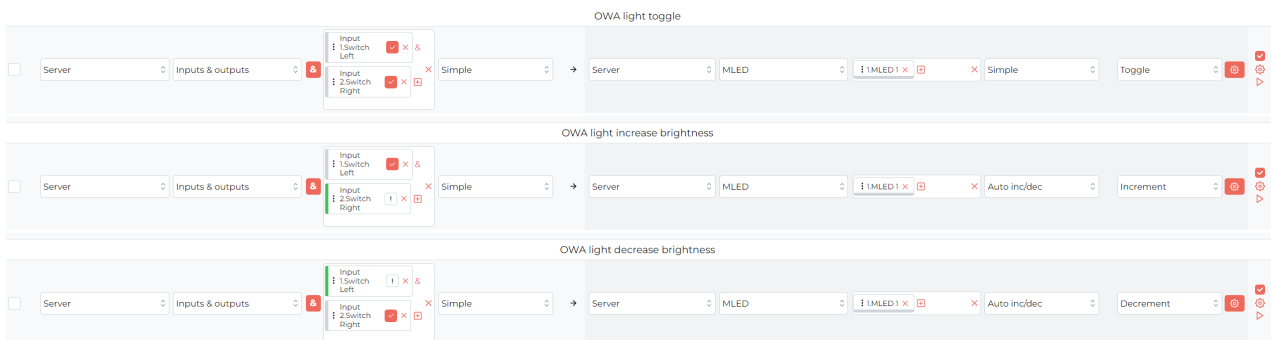 OWA light toggle
Input
1.Switch
Left
&
Input
2.Switch
Right
Server
Inputs & outputs
&
Simple
Server
MLED
1.MLED 1
Simple
Toggle
OWA light increase brightness
Input
1.Switch
Left
&
Input
2.Switch
Right
!
Server
Inputs & outputs
&
Simple
Server
MLED
1.MLED 1
Auto inc/dec
Increment
OWA light decrease brightness
Input
1.Switch
Left
!
&
Input
2.Switch
Right
Server
Inputs & outputs
&
Simple
Server
MLED
1.MLED 1
Auto inc/dec
Decrement